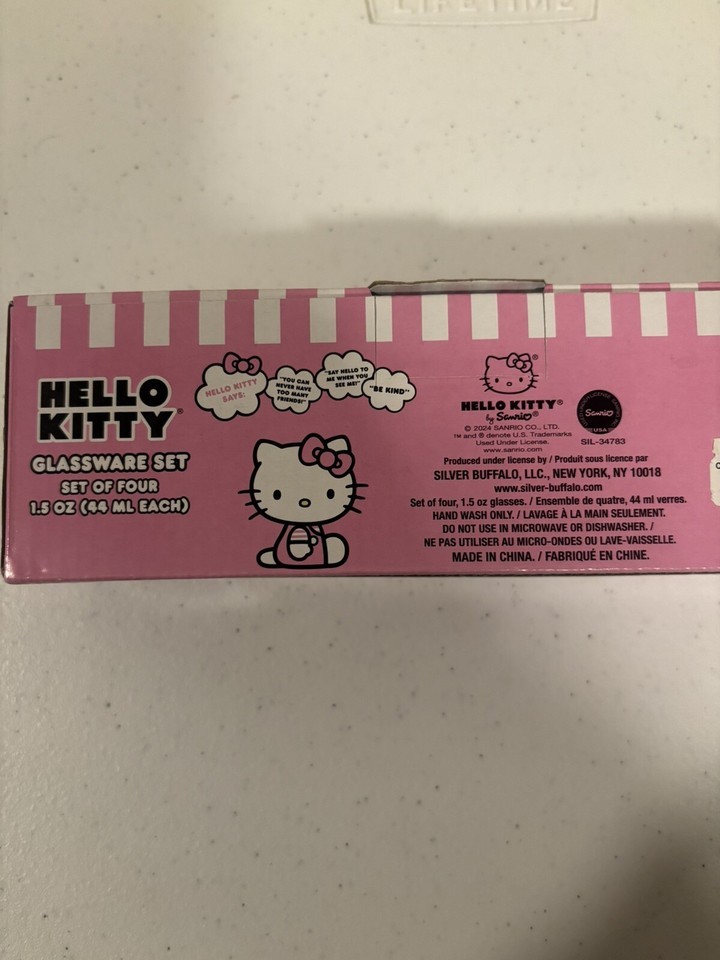 LIFETIME
HELLO
KITTY®
GLASSWARE SET
SET OF FOUR
1.5 OZ (44 ML EACH)
HELLO KITTY
SAYS:
"YOU CAN
NEVER HAVE
TOO MANY
FRIENDS!"
"SAY HELLO TO
ME WHEN YOU
SEE ME!"
"BE KIND"
®
HELLO KITTY®
by Sanrio®
© 2024 SANRIO CO., LTD.
™ and ® denote U.S. Trademarks
Used Under License.
www.sanrio.com
Sanrio
USA
SIL-34783
Produced under license by / Produit sous licence par
SILVER BUFFALO, LLC., NEW YORK, NY 10018
www.silver-buffalo.com
Set of four, 1.5 oz glasses. / Ensemble de quatre, 44 ml verres.
HAND WASH ONLY. / LAVAGE À LA MAIN SEULEMENT.
DO NOT USE IN MICROWAVE OR DISHWASHER. /
NE PAS UTILISER AU MICRO-ONDES OU LAVE-VAISSELLE.
MADE IN CHINA. / FABRIQUÉ EN CHINE.